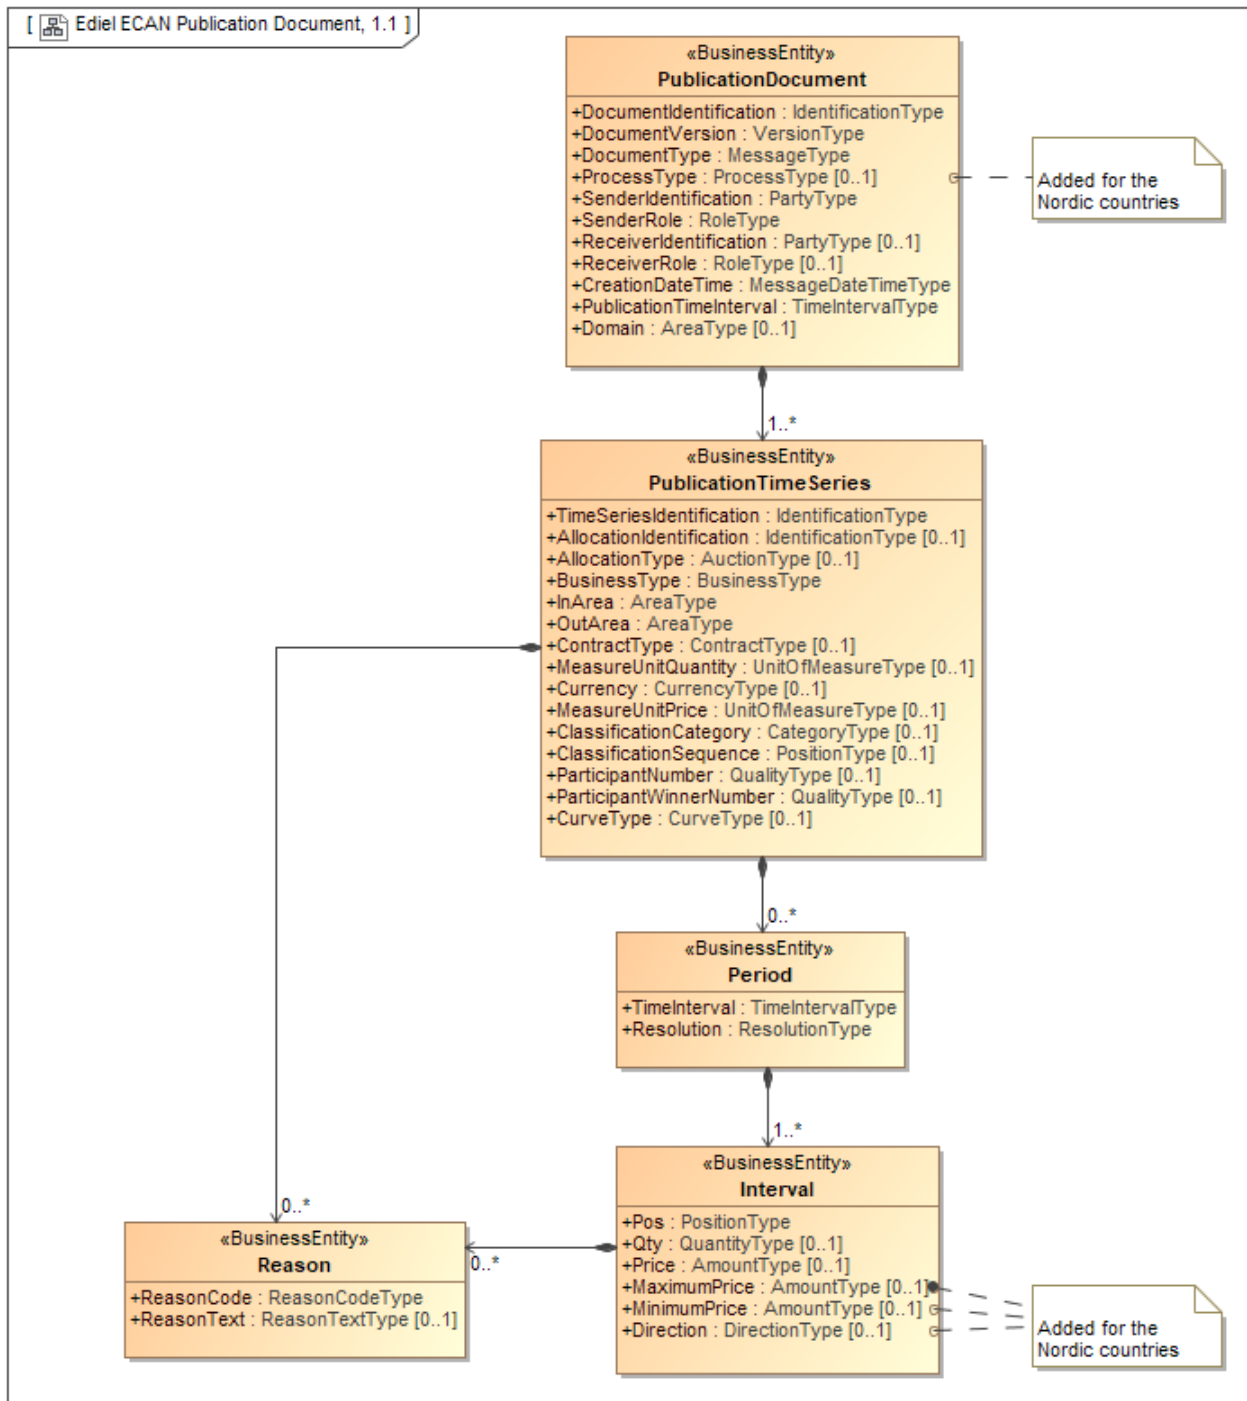 [ Ediel ECAN Publication Document, 1.1 ]
«BusinessEntity»
PublicationDocument
+DocumentIdentification : IdentificationType
+DocumentVersion : VersionType
+DocumentType : MessageType
+ProcessType : ProcessType [0..1]
+SenderIdentification : PartyType
+SenderRole : RoleType
+ReceiverIdentification : PartyType [0..1]
+ReceiverRole : RoleType [0..1]
+CreationDateTime : MessageDateTimeType
+PublicationTimeInterval : TimeIntervalType
+Domain : AreaType [0..1]
Added for the
Nordic countries
1..*
«BusinessEntity»
PublicationTimeSeries
+TimeSeriesIdentification : IdentificationType
+AllocationIdentification : IdentificationType [0..1]
+AllocationType : AuctionType [0..1]
+BusinessType : BusinessType
+InArea : AreaType
+OutArea : AreaType
+ContractType : ContractType [0..1]
+MeasureUnitQuantity : UnitOfMeasureType [0..1]
+Currency : CurrencyType [0..1]
+MeasureUnitPrice : UnitOfMeasureType [0..1]
+ClassificationCategory : CategoryType [0..1]
+ClassificationSequence : PositionType [0..1]
+ParticipantNumber : QualityType [0..1]
+ParticipantWinnerNumber : QualityType [0..1]
+CurveType : CurveType [0..1]
0..*
«BusinessEntity»
Period
+TimeInterval : TimeIntervalType
+Resolution : ResolutionType
1..*
«BusinessEntity»
Interval
+Pos : PositionType
+Qty : QuantityType [0..1]
+Price : AmountType [0..1]
+MaximumPrice : AmountType [0..1]
+MinimumPrice : AmountType [0..1]
+Direction : DirectionType [0..1]
0..*
0..*
«BusinessEntity»
Reason
+ReasonCode : ReasonCodeType
+ReasonText : ReasonTextType [0..1]
Added for the
Nordic countries